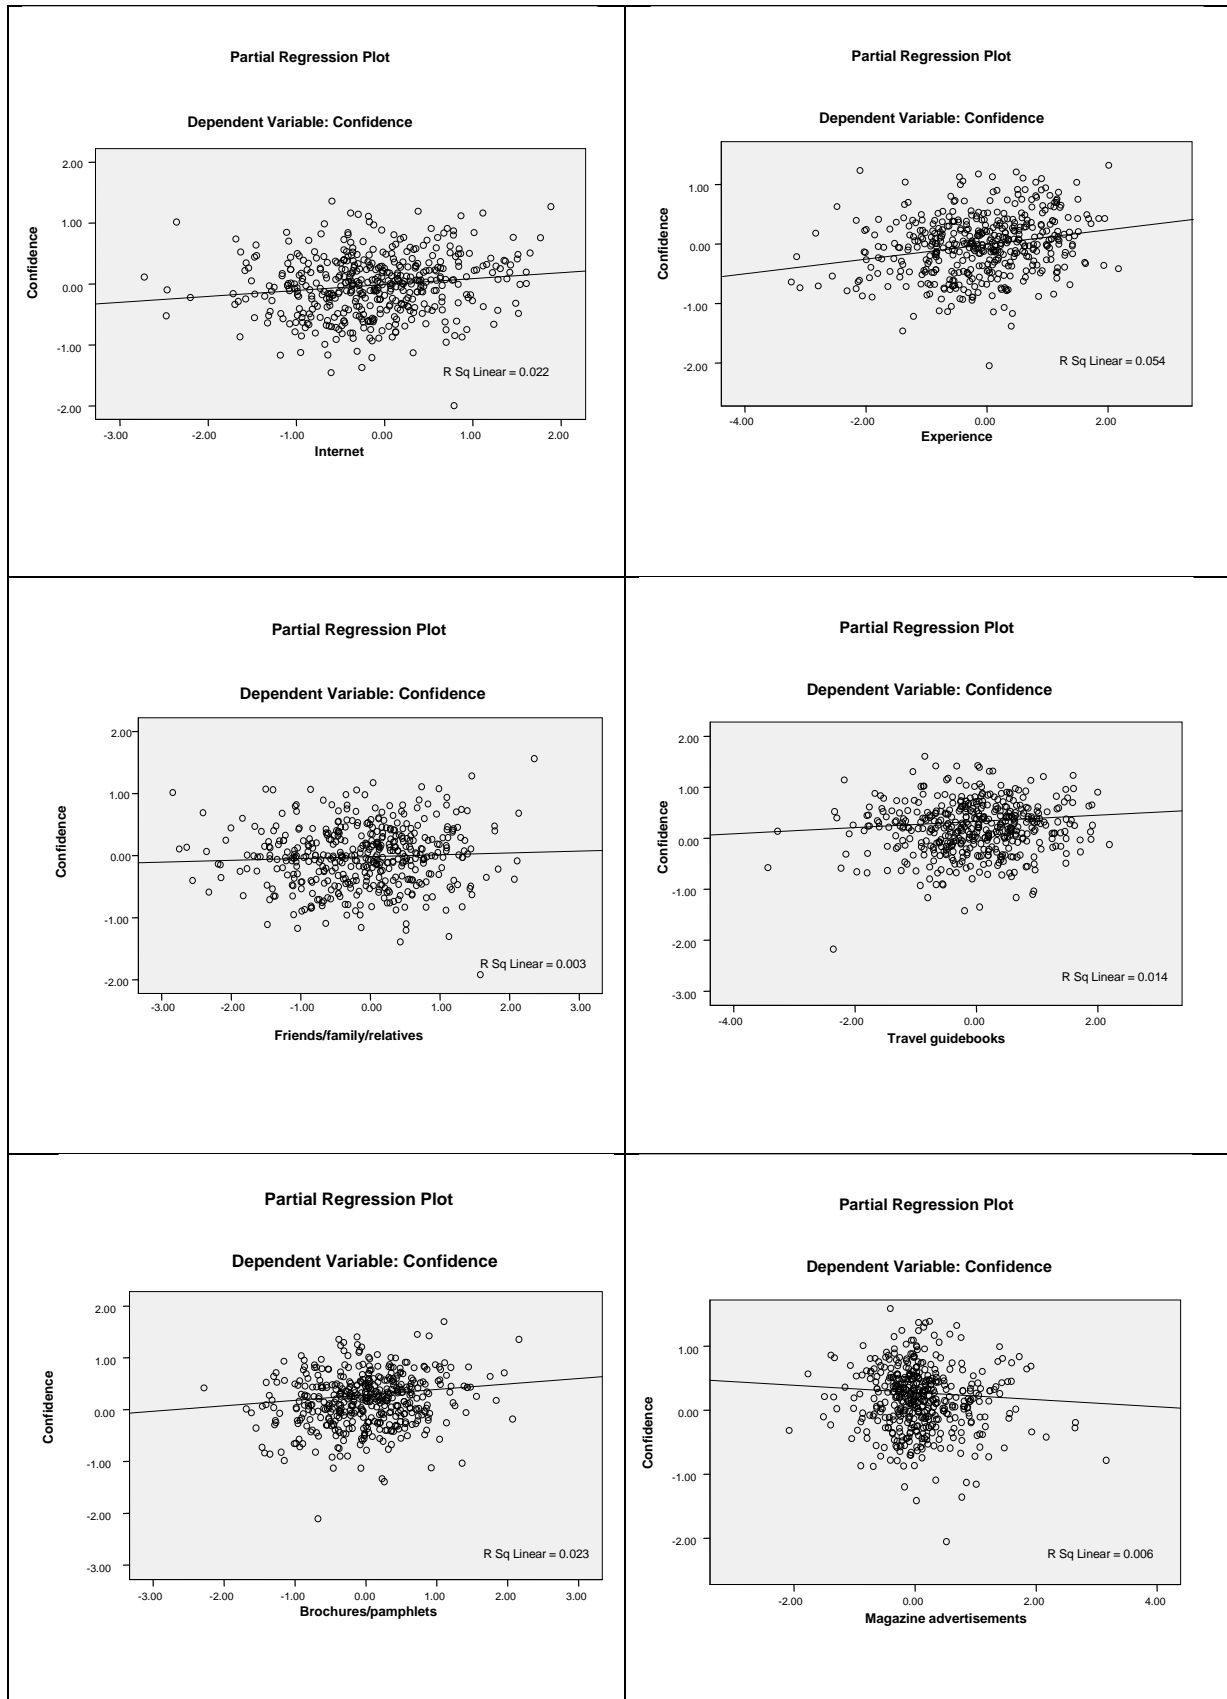 Partial Regression Plot
Dependent Variable: Confidence
Confidence
2.00
1.00
0.00
-1.00
-2.00
R Sq Linear = 0.022
-3.00 -2.00 -1.00 0.00 1.00 2.00
Internet
Partial Regression Plot
Dependent Variable: Confidence
Confidence
1.00
0.00
-1.00
-2.00
R Sq Linear = 0.054
-4.00 -2.00 0.00 2.00
Experience
Partial Regression Plot
Dependent Variable: Confidence
Confidence
2.00
1.00
0.00
-1.00
-2.00
R Sq Linear = 0.003
-3.00 -2.00 -1.00 0.00 1.00 2.00 3.00
Friends/family/relatives
Partial Regression Plot
Dependent Variable: Confidence
Confidence
2.00
1.00
0.00
-1.00
-2.00
-3.00
R Sq Linear = 0.014
-4.00 -2.00 0.00 2.00
Travel guidebooks
Partial Regression Plot
Dependent Variable: Confidence
Confidence
2.00
1.00
0.00
-1.00
-2.00
-3.00
R Sq Linear = 0.023
-3.00 -2.00 -1.00 0.00 1.00 2.00 3.00
Brochures/pamphlets
Partial Regression Plot
Dependent Variable: Confidence
Confidence
1.00
0.00
-1.00
-2.00
R Sq Linear = 0.006
-2.00 0.00 2.00 4.00
Magazine advertisements